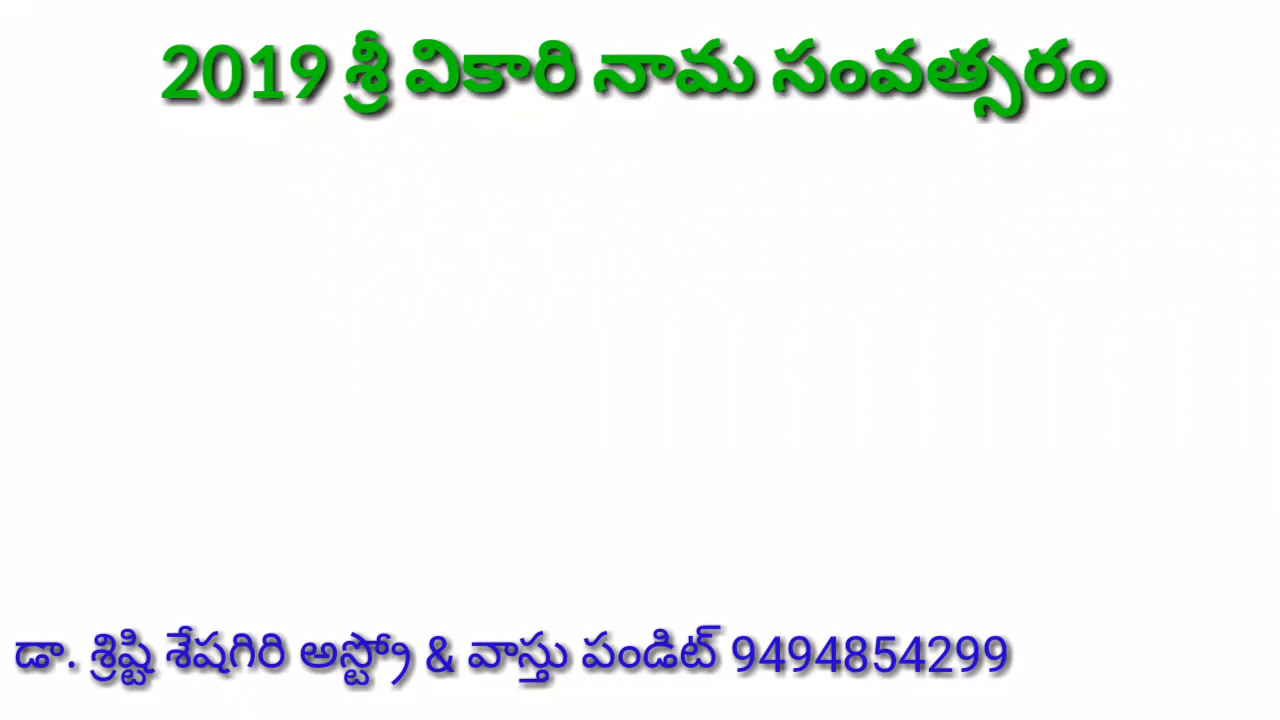 2019 శ్రీ వికారి నామ సంవత్సరం
డా. శ్రిష్టి శేషగిరి అస్ట్రో & వాస్తు పండిట్ 9494854299